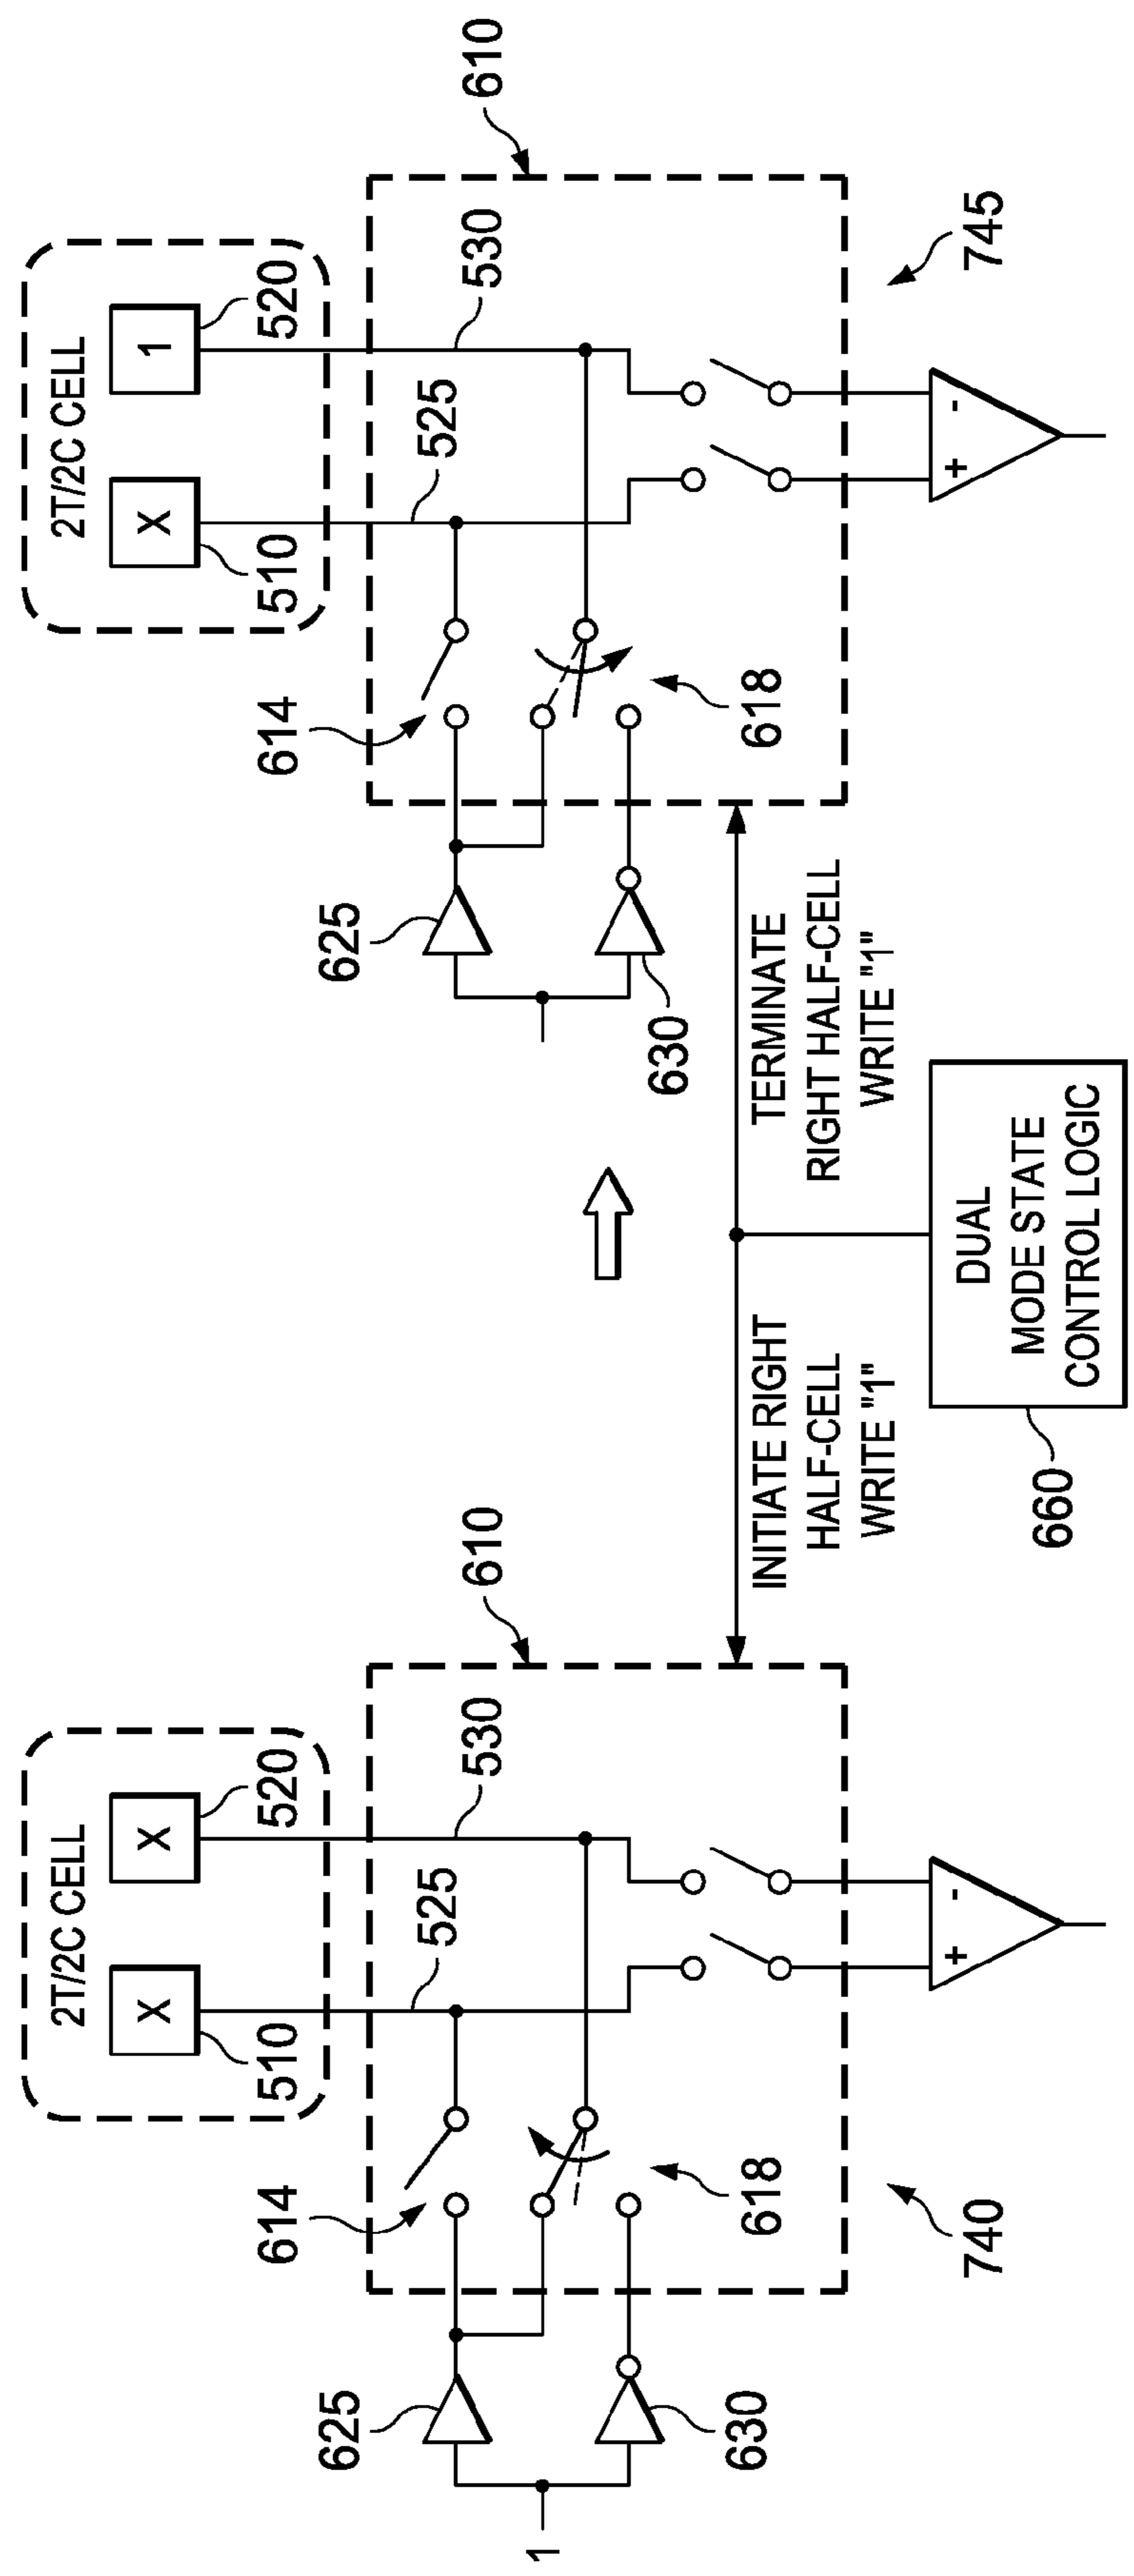 2T/2C CELL
X
X
510
520
525
530
610
614
618
625
630
1
+
-
740
INITIATE RIGHT
HALF-CELL
WRITE "1"
660
DUAL
MODE STATE
CONTROL LOGIC
TERMINATE
RIGHT HALF-CELL
WRITE "1"
2T/2C CELL
X
1
510
520
525
530
610
614
618
625
630
+
-
745